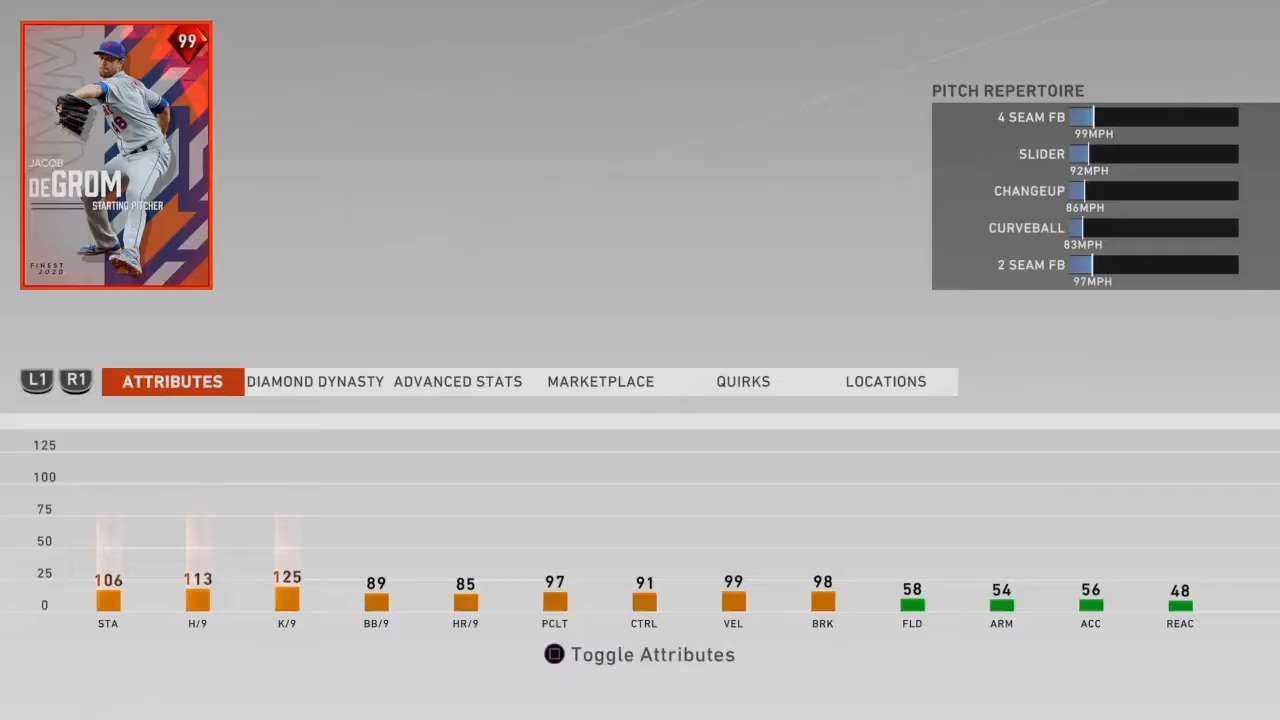 99
JACOB
DEGROM
STARTING PITCHER
FINEST
2020
PITCH REPERTOIRE
4 SEAM FB
99MPH
SLIDER
92MPH
CHANGEUP
86MPH
CURVEBALL
83MPH
2 SEAM FB
97MPH
L1 R1 ATTRIBUTES DIAMOND DYNASTY ADVANCED STATS MARKETPLACE QUIRKS LOCATIONS
125
100
75
50
25
0
106 113 125 89 85 97 91 99 98 58 54 56 48
STA H/9 K/9 BB/9 HR/9 PCLT CTRL VEL BRK FLD ARM ACC REAC
Toggle Attributes